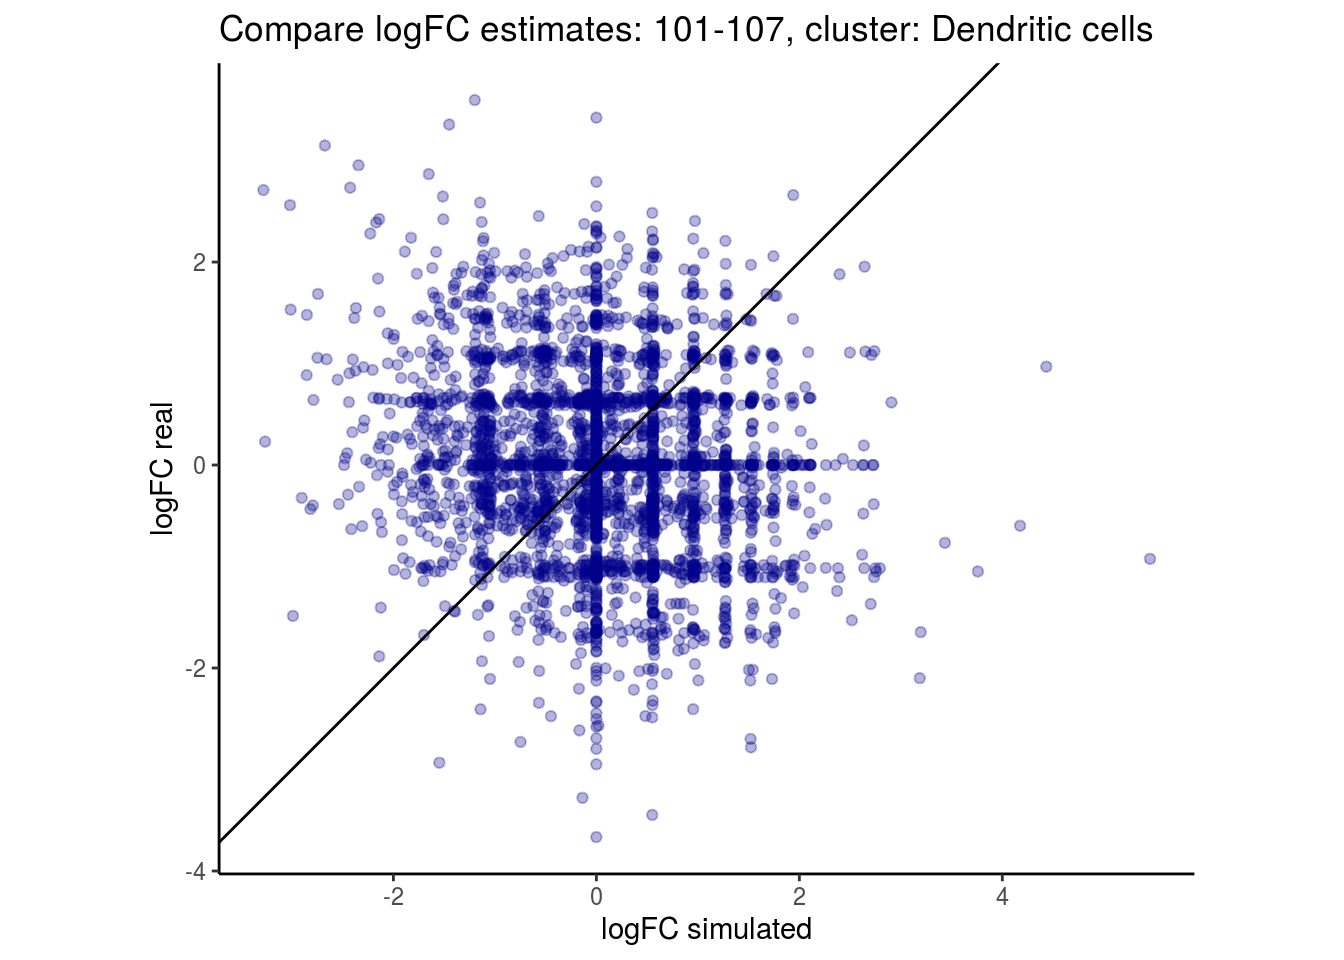 Compare logFC estimates: 101-107, cluster: Dendritic cells
logFC real
2
0
-2
-4
-2
0
2
4
logFC simulated